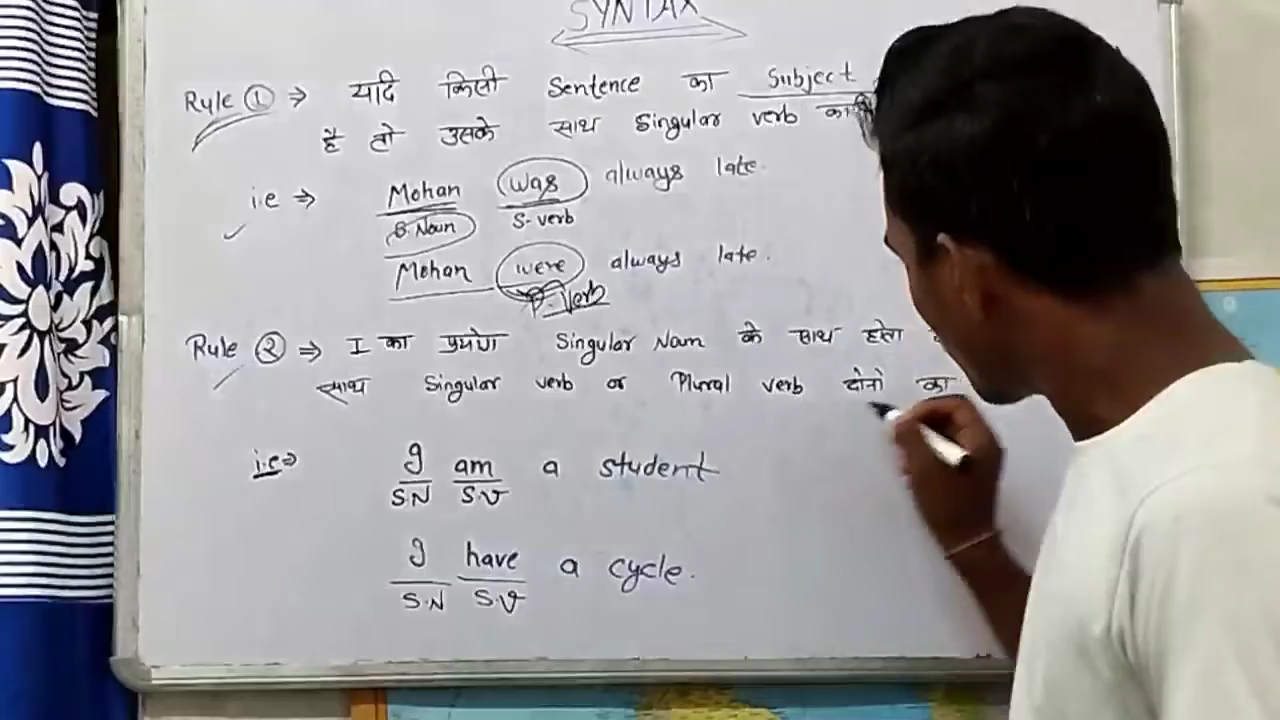 SYNTAX
Rule ① ⇒ यदि किसी Sentence का Subject
है तो उसके साथ Singular verb का
i.e ⇒ Mohan was always late.
S. Noun S-verb
Mohan were always late.
P-Verb
Rule ② ⇒ I का प्रयोग Singular Noun के साथ होता
साथ Singular verb or Plural verb दोनो का
i.e ⇒ I am a student
S.N S.V
I have a cycle.
S.N S.V